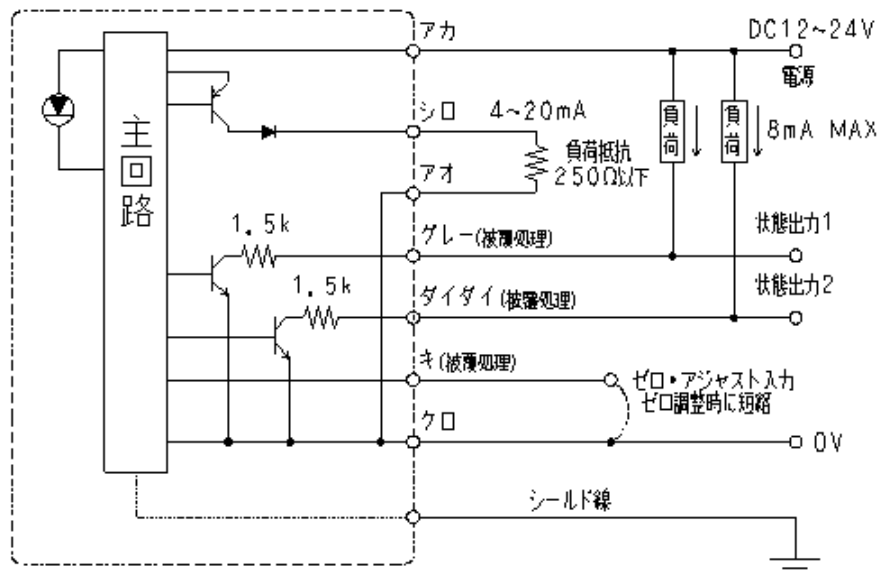 アカ
DC12~24V
電源
シロ
4~20mA
負荷
負荷
8mA MAX
主回路
負荷抵抗
250Ω以下
アオ
1.5k
グレー(被覆処理)
状態出力1
1.5k
ダイダイ(被覆処理)
状態出力2
キ(被覆処理)
ゼロ・アジャスト入力
ゼロ調整時に短絡
クロ
0V
シールド線